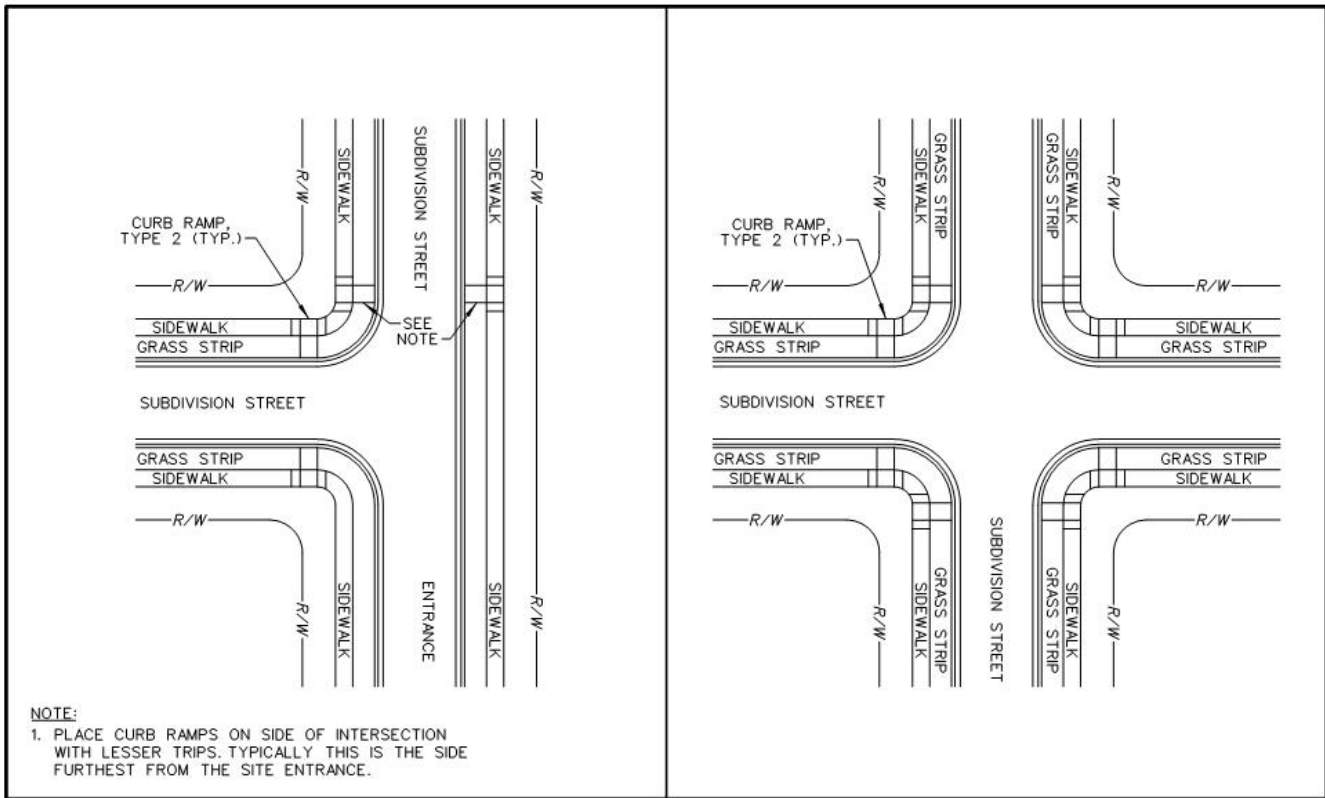 SUBDIVISION STREET
SIDEWALK
SIDEWALK
R/W
R/W
CURB RAMP,
TYPE 2 (TYP.)
R/W
SEE
NOTE
SIDEWALK
GRASS STRIP
SUBDIVISION STREET
GRASS STRIP
SIDEWALK
R/W
R/W
SIDEWALK
ENTRANCE
SIDEWALK
R/W
NOTE:
1. PLACE CURB RAMPS ON SIDE OF INTERSECTION
WITH LESSER TRIPS. TYPICALLY THIS IS THE SIDE
FURTHEST FROM THE SITE ENTRANCE.
R/W
SIDEWALK
GRASS STRIP
GRASS STRIP
SIDEWALK
R/W
CURB RAMP,
TYPE 2 (TYP.)
R/W
R/W
SIDEWALK
GRASS STRIP
SIDEWALK
GRASS STRIP
SUBDIVISION STREET
GRASS STRIP
SIDEWALK
GRASS STRIP
SIDEWALK
R/W
R/W
R/W
SIDEWALK
GRASS STRIP
SUBDIVISION STREET
GRASS STRIP
SIDEWALK
R/W